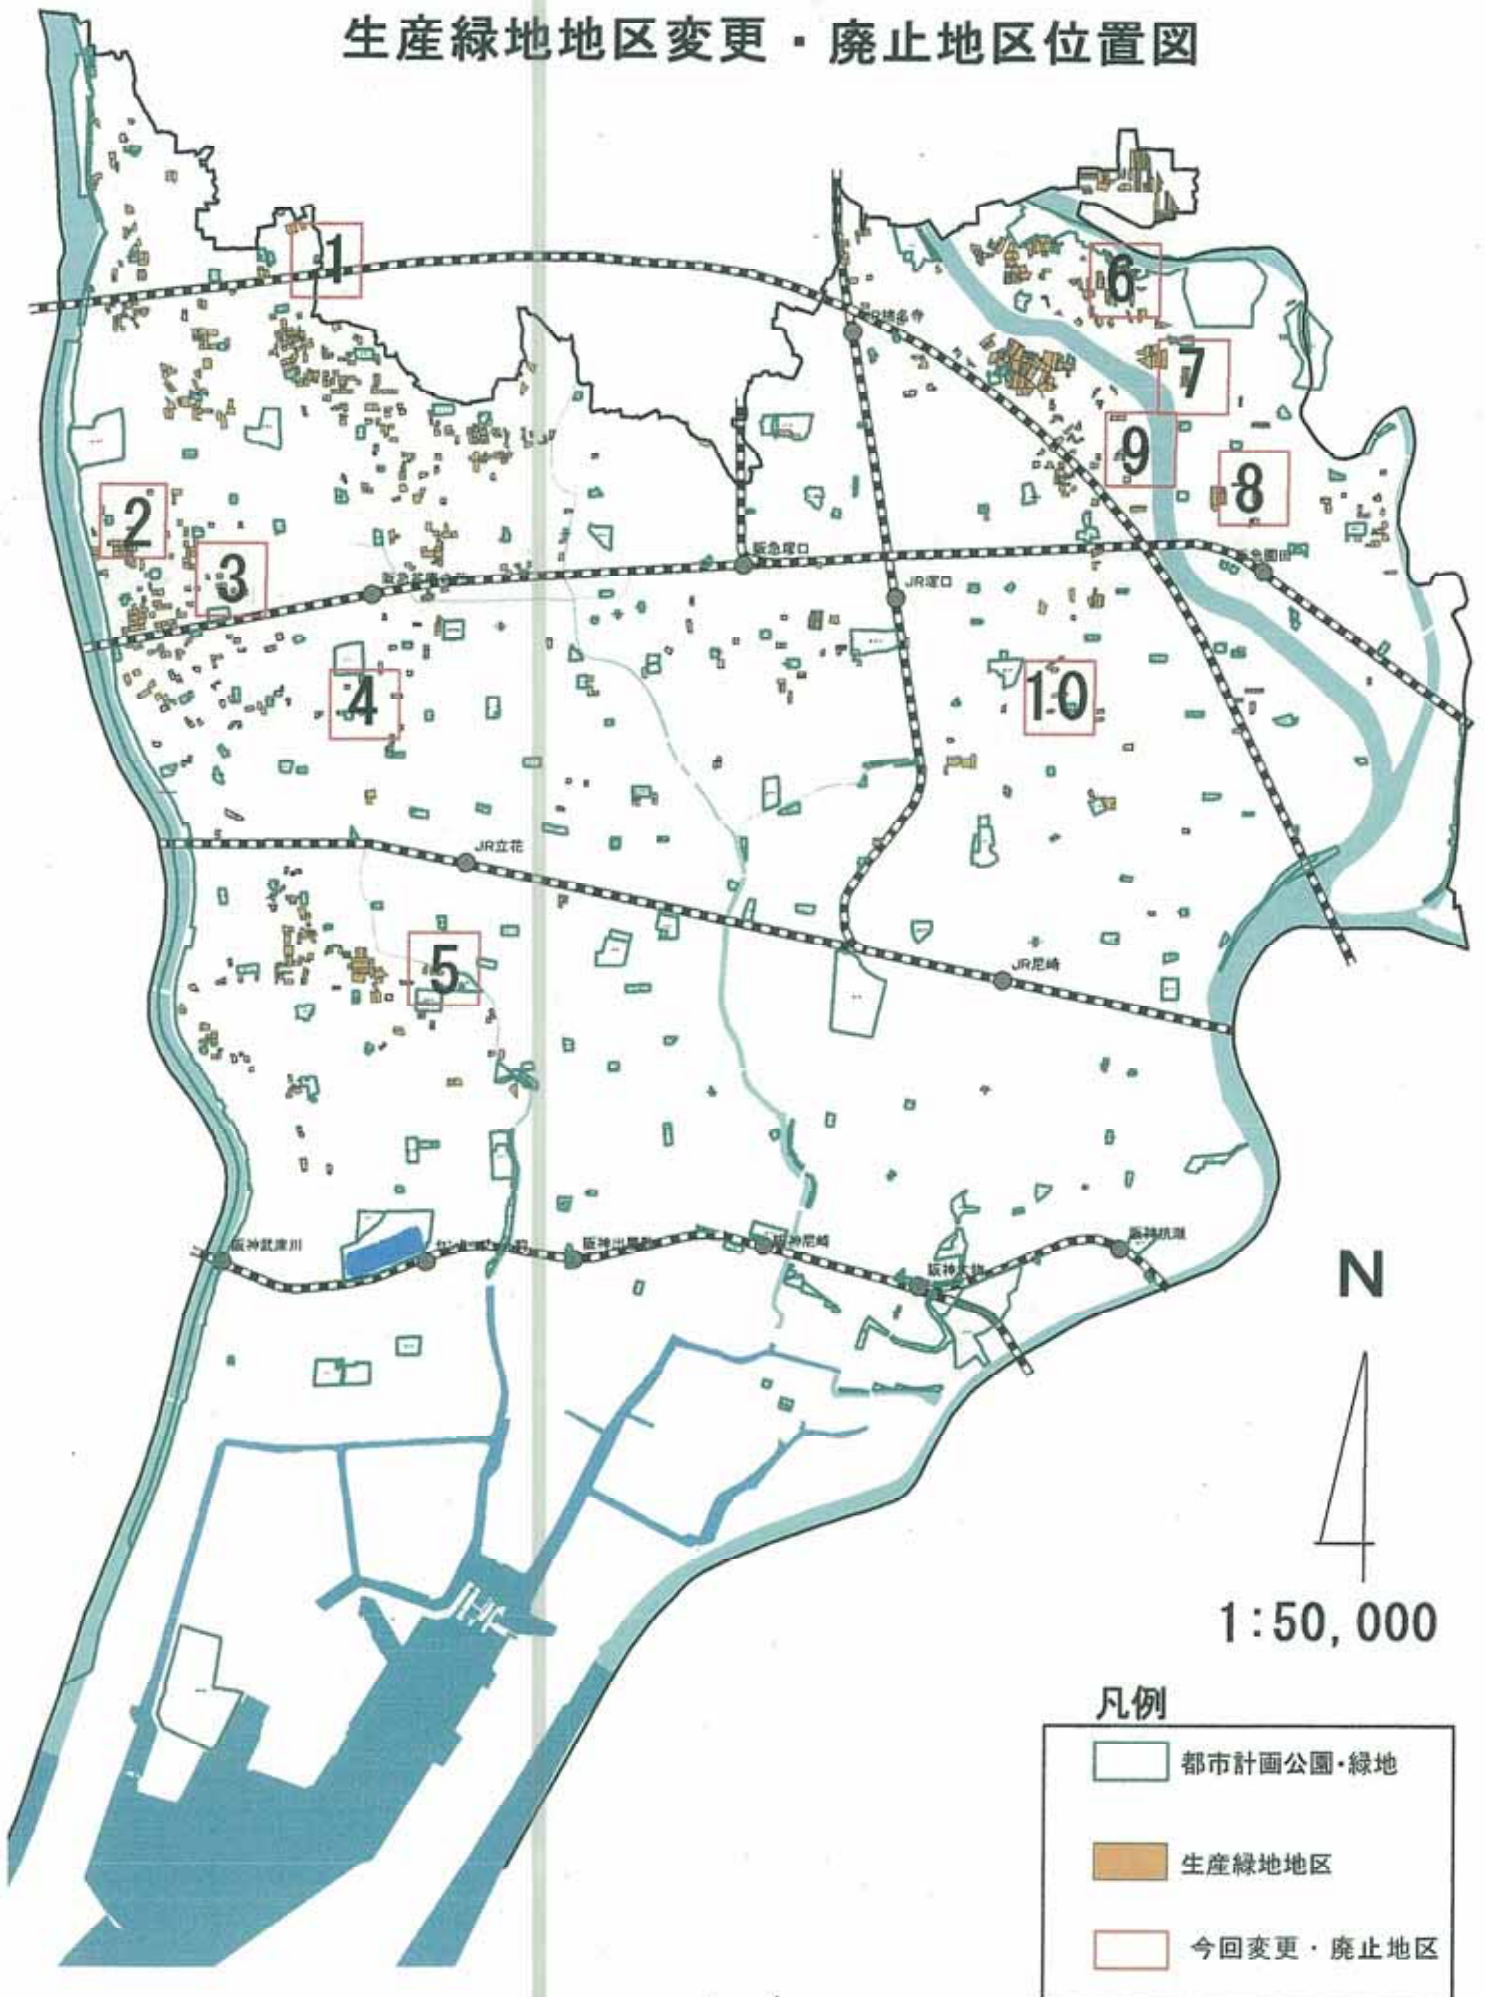 生産緑地地区変更・廃止地区位置図
1
6
7
9
8
2
3
阪急塚口
阪急園田
JR塚口
4
10
JR立花
5
JR尼崎
阪神武庫川
阪神尼崎
阪神大物
阪神杭瀬
N
1:50,000
凡例
都市計画公園・緑地
生産緑地地区
今回変更・廃止地区